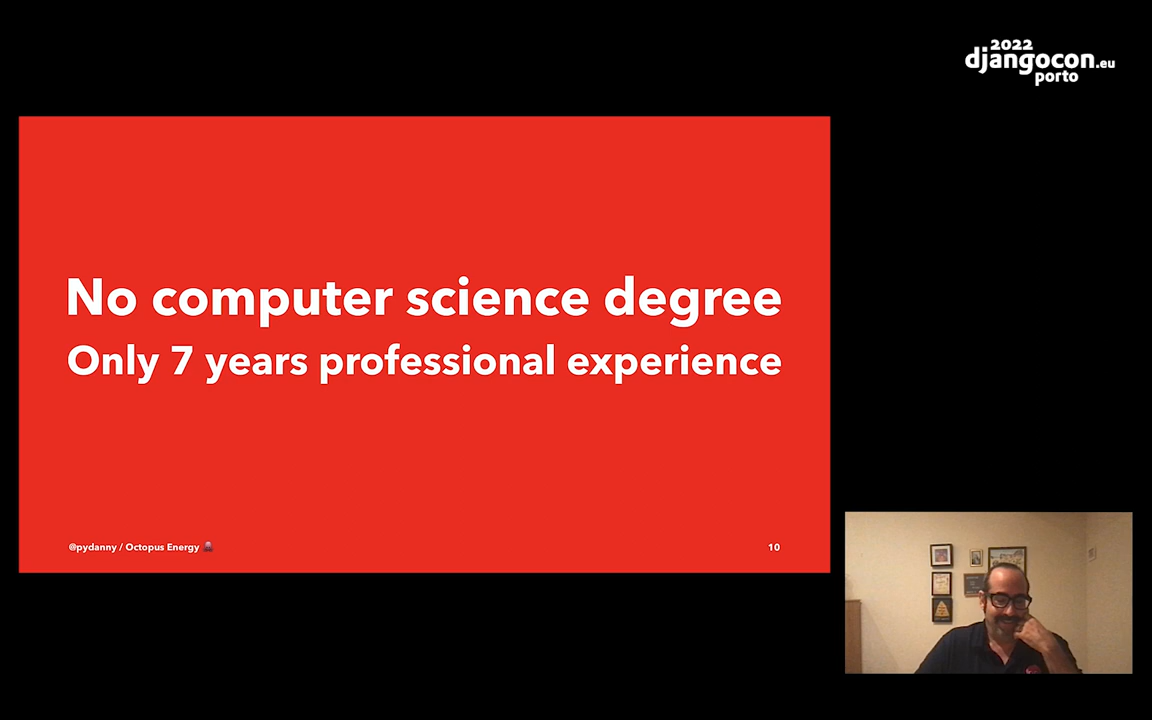 2022
djangocon.eu
porto
No computer science degree
Only 7 years professional experience
@pydanny / Octopus Energy
10